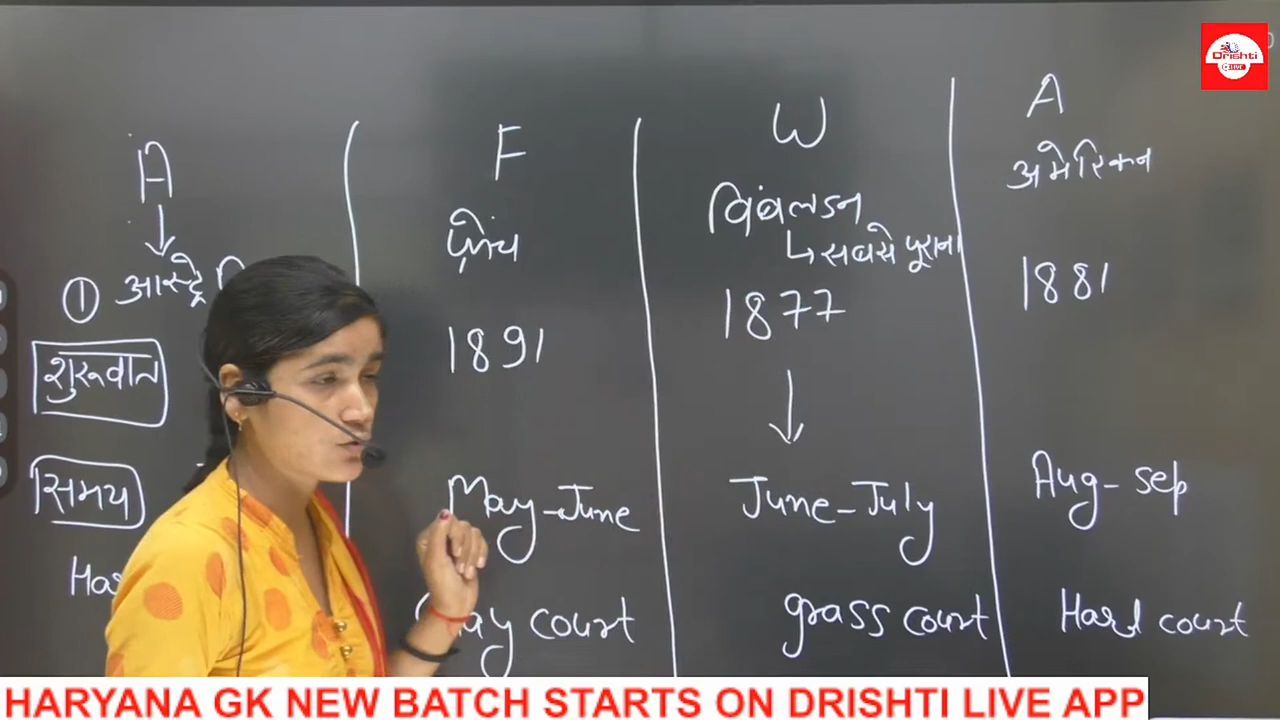 A
①
शुरूवात
समय
F
फ्रेंच
1891
May-June
court
W
विंबलडन
सबसे पूराना
1877
June-July
grass court
A
अमेरिकन
1881
Aug-Sep
Hard court
Drishti
LIVE
HARYANA GK NEW BATCH STARTS ON DRISHTI LIVE APP